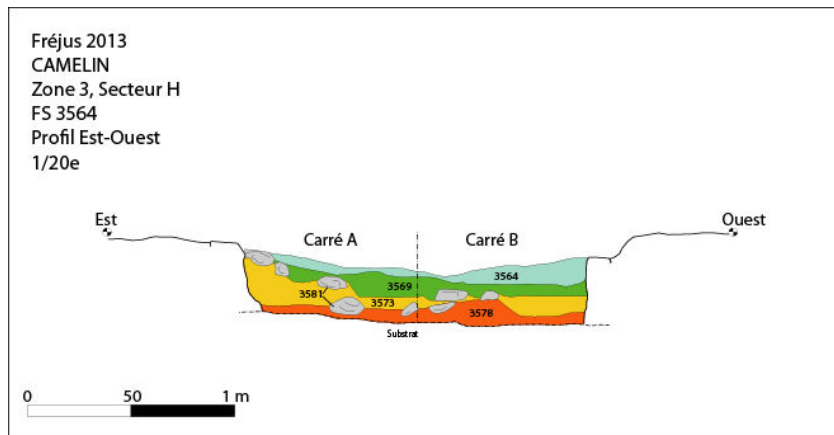 Fréjus 2013
CAMELIN
Zone 3, Secteur H
FS 3564
Profil Est-Ouest
1/20e
Est
Ouest
Carré A
Carré B
3564
3569
3581
3573
3578
Substrat
0
50
1 m